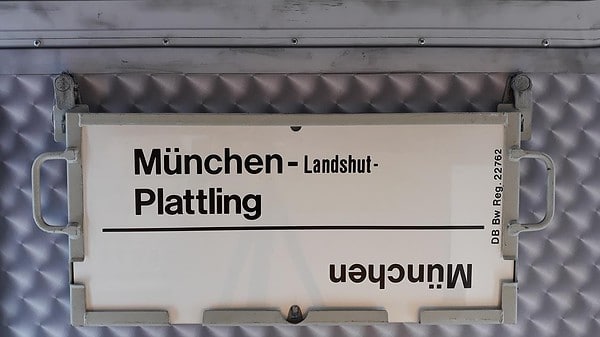 München - Landshut -
Plattling
München
DB Bw Reg. 22762